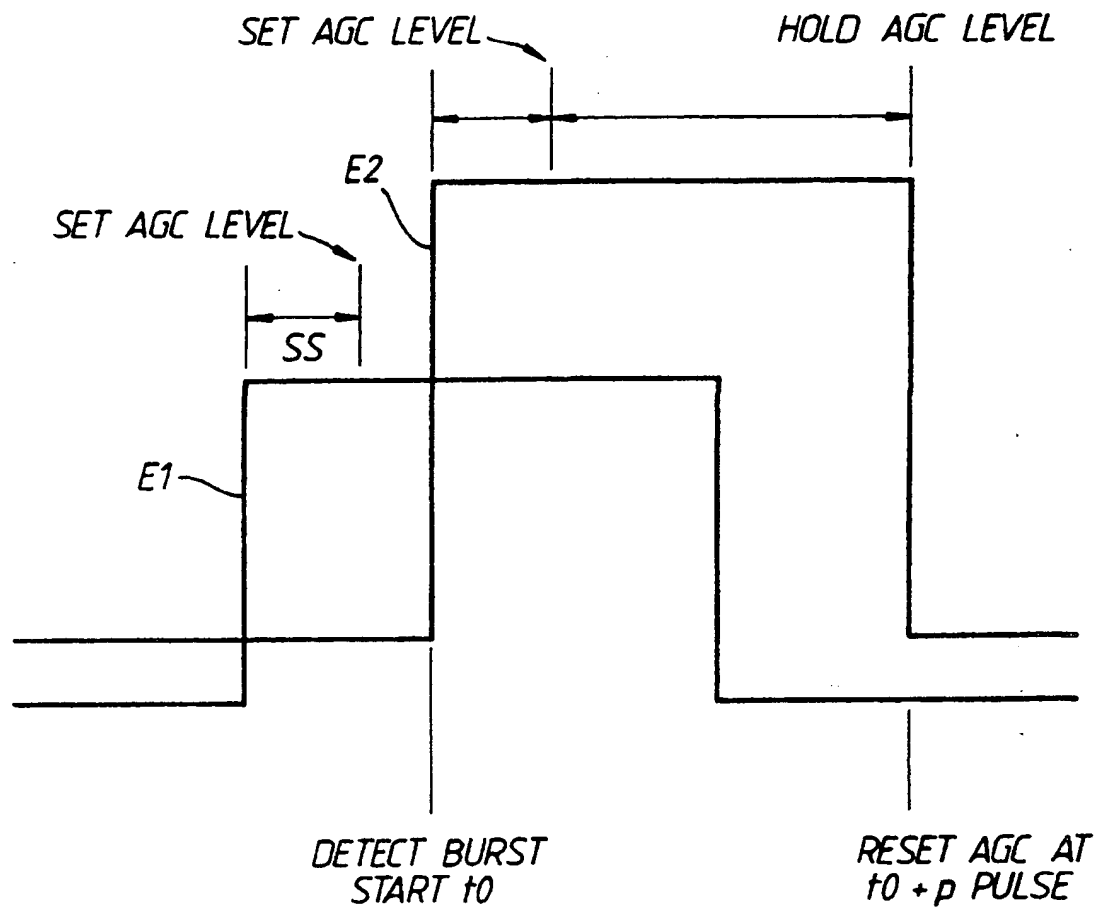 SET AGC LEVEL
HOLD AGC LEVEL
E2
SET AGC LEVEL
SS
E1
DETECT BURST
START t0
RESET AGC AT
t0 + p PULSE